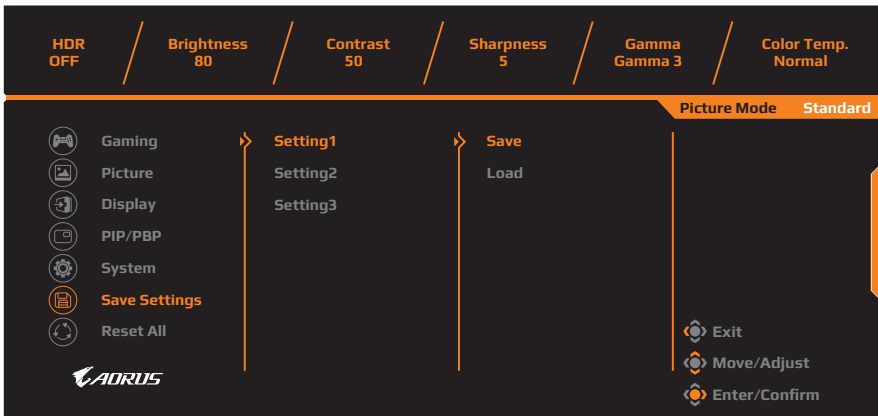 HDR
OFF
Brightness
80
Contrast
50
Sharpness
5
Gamma
Gamma 3
Color Temp.
Normal
Picture Mode Standard
Gaming
Picture
Display
PIP/PBP
System
Save Settings
Reset All
Setting1
Setting2
Setting3
Save
Load
Exit
Move/Adjust
Enter/Confirm
AORUS